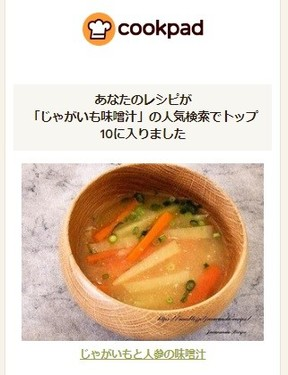 cookpad
あなたのレシピが
「じゃがいも味噌汁」の人気検索でトップ
10に入りました
じゃがいもと人参の味噌汁